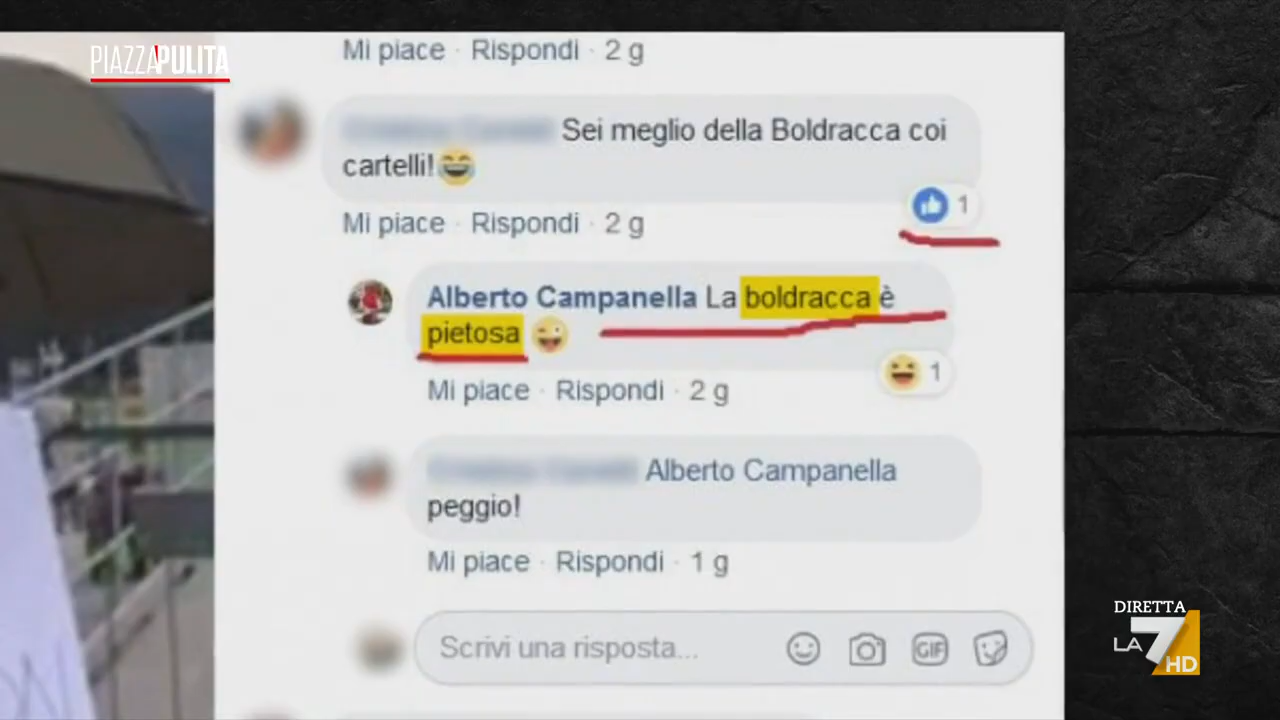 PIAZZAPULITA
Mi piace · Rispondi · 2 g
Sei meglio della Boldracca coi
cartelli!😂
Mi piace · Rispondi · 2 g
1
Alberto Campanella La boldracca è
pietosa 😜
1
Mi piace · Rispondi · 2 g
Alberto Campanella
peggio!
Mi piace · Rispondi · 1 g
Scrivi una risposta...
GIF
DIRETTA
LA 7 HD